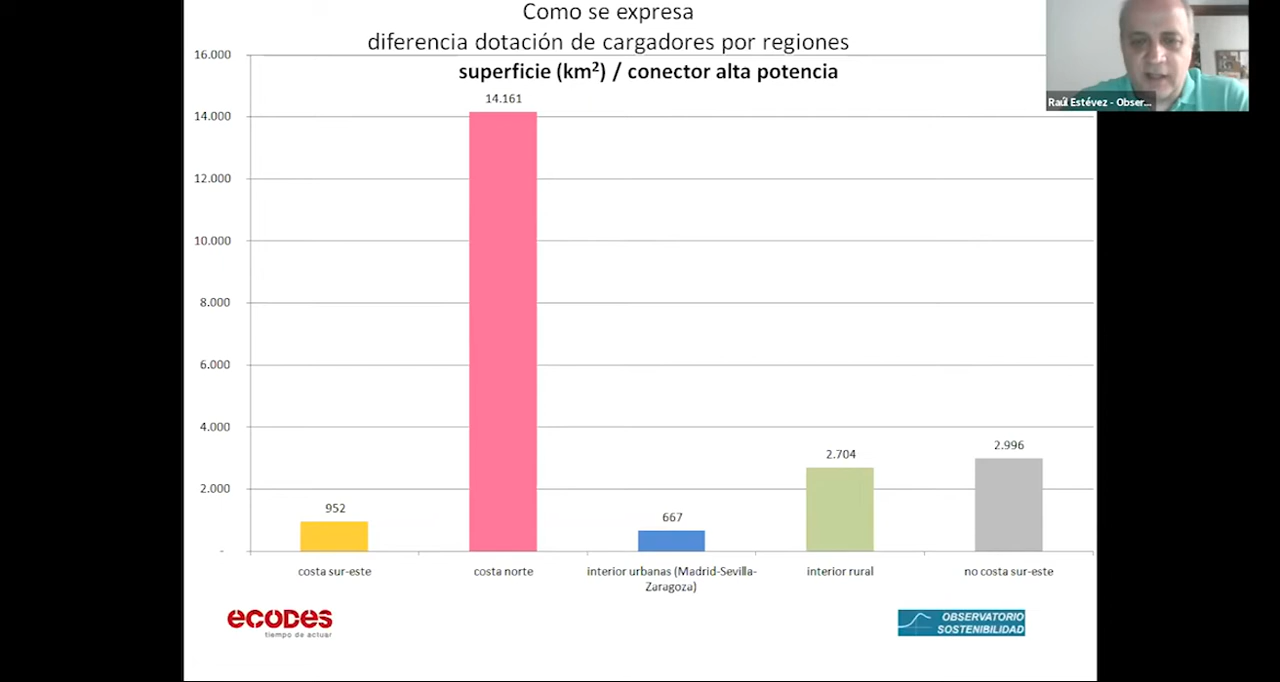 Como se expresa
diferencia dotación de cargadores por regiones
superficie (km²) / conector alta potencia
Raúl Estévez - Obser...
16.000
14.000
12.000
10.000
8.000
6.000
4.000
2.000
-
952
14.161
667
2.704
2.996
costa sur-este
costa norte
interior urbanas (Madrid-Sevilla-
Zaragoza)
interior rural
no costa sur-este
ecodes
tiempo de actuar
OBSERVATORIO
SOSTENIBILIDAD